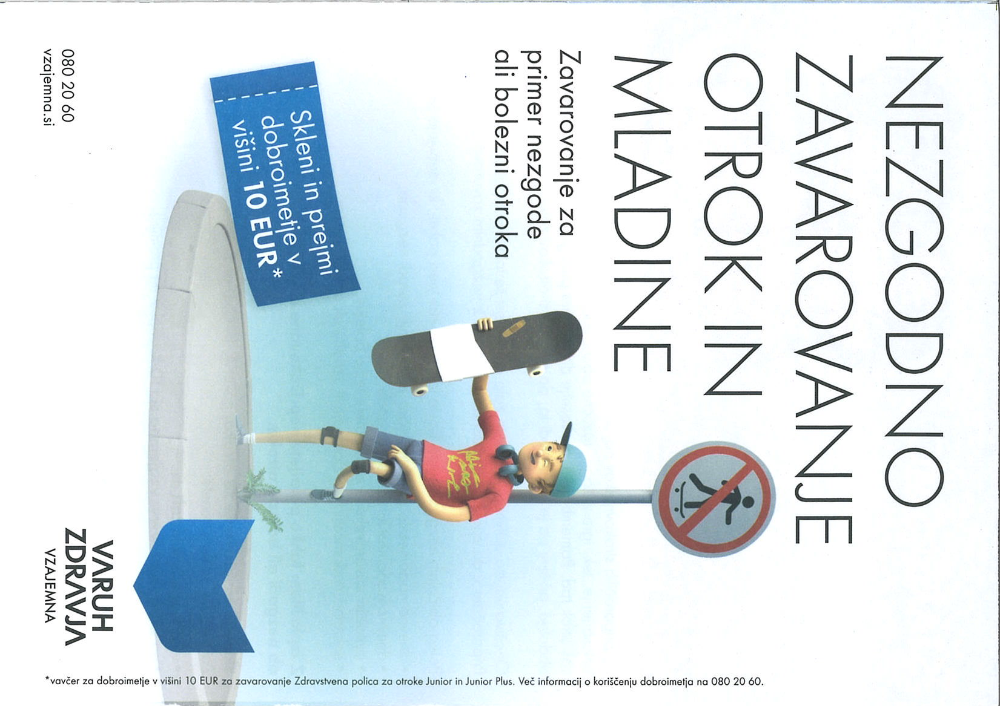 NEZGODNO
ZAVAROVANJE
OTROK IN
MLADINE
Zavarovanje za
primer nezgode
ali bolezni otroka
Skleni in prejmi
dobroimetje v
višini 10 EUR*
080 20 60
vzajemna.si
VARUH
ZDRAVJA
VZAJEMNA
*vavčer za dobroimetje v višini 10 EUR za zavarovanje Zdravstvena polica za otroke Junior in Junior Plus. Več informacij o koriščenju dobroimetja na 080 20 60.